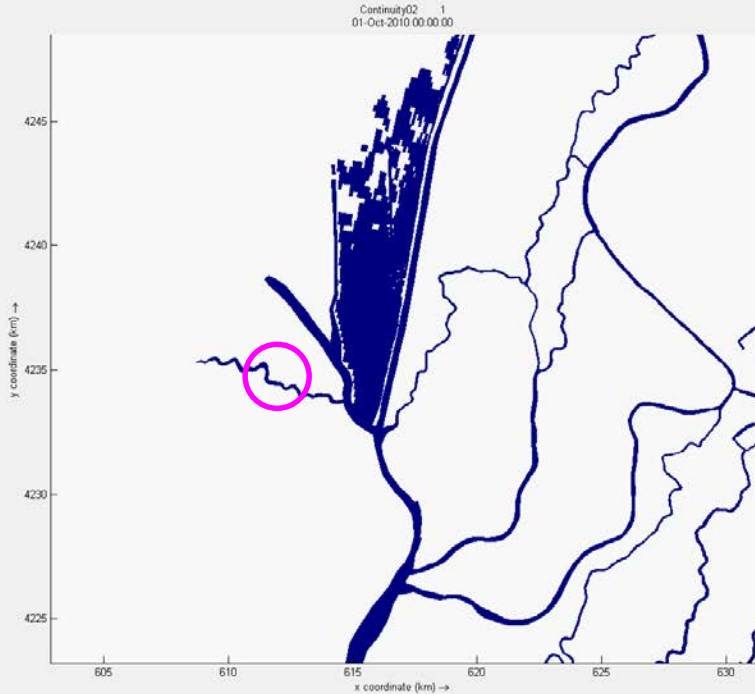 Continuity02 1
01-Oct-2010 00:00:00
4245
4240
4235
4230
4225
y coordinate (km) →
605 610 615 620 625 630
x coordinate (km) →